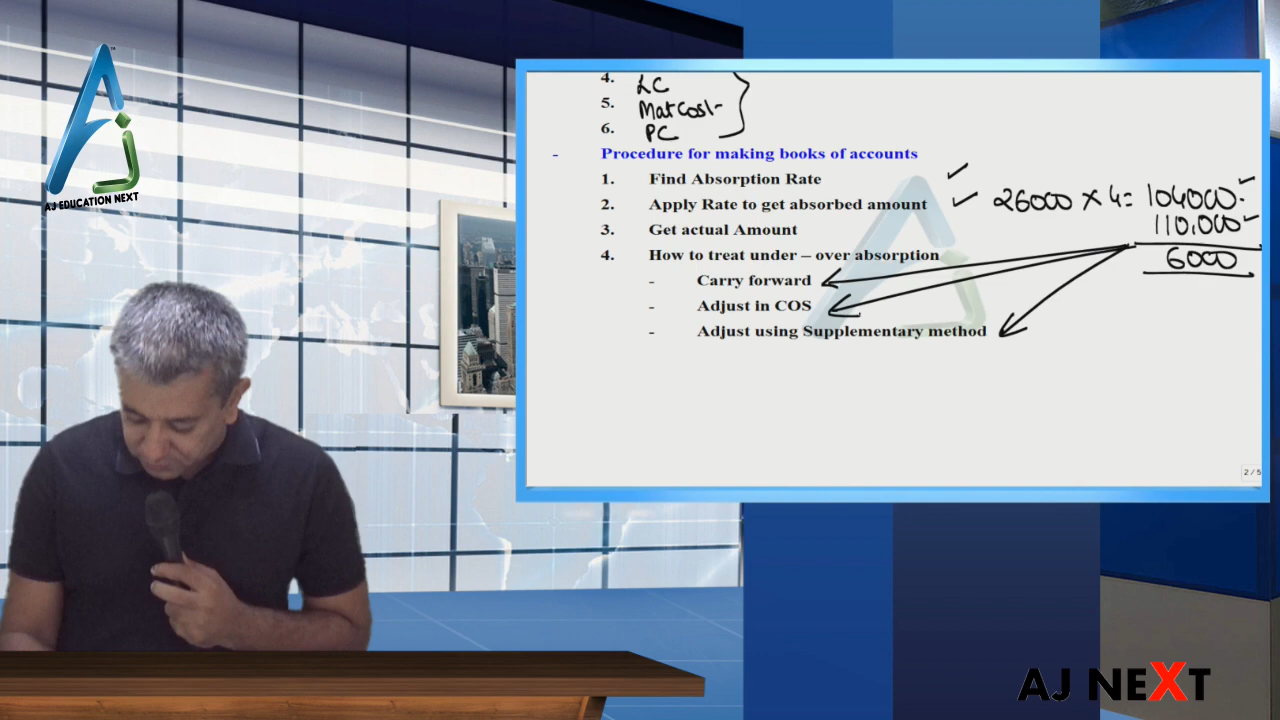 AJ EDUCATION NEXT
4. LC
5. Mat Cost
6. PC
- Procedure for making books of accounts
1. Find Absorption Rate
2. Apply Rate to get absorbed amount 26000 X 4 = 104000
3. Get actual Amount 110,000
4. How to treat under – over absorption 6000
- Carry forward
- Adjust in COS
- Adjust using Supplementary method
2/5
AJ NEXT